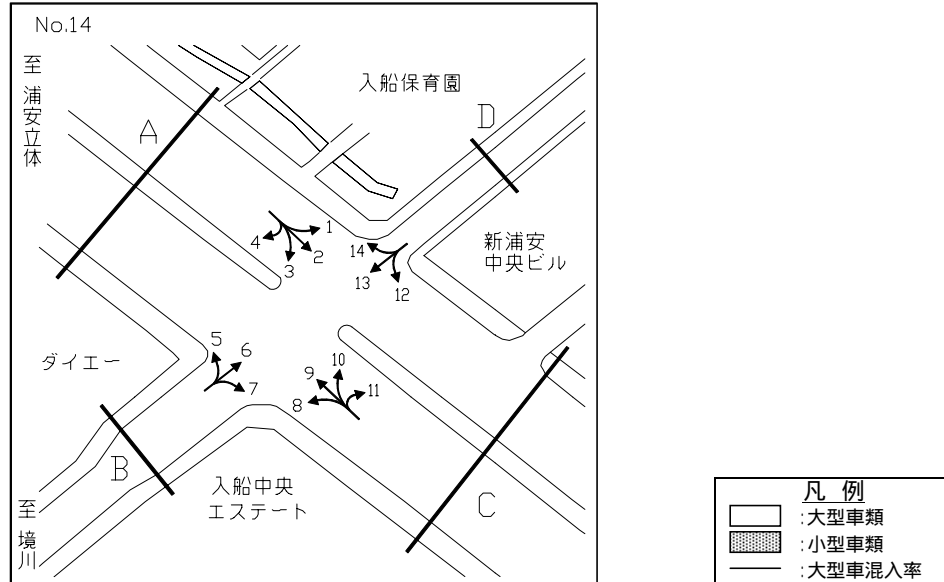 No.14
至 浦安立体
入船保育園
A
D
新浦安
中央ビル
1
2
3
4
14
13
12
ダイエー
5
6
7
8
9
10
11
B
C
入船中央
エステート
至 境川
凡 例
:大型車類
:小型車類
:大型車混入率